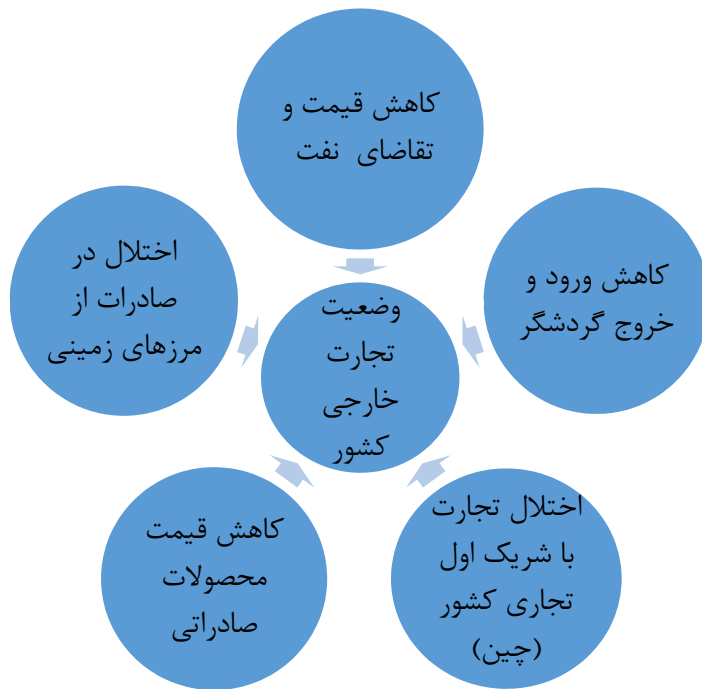 کاهش قیمت و
تقاضای نفت
کاهش ورود و
خروج گردشگر
اختلال در
صادرات از
مرزهای زمینی
وضعیت
تجارت
خارجی
کشور
اختلال تجارت
با شریک اول
تجاری کشور
(چین)
کاهش قیمت
محصولات
صادراتی